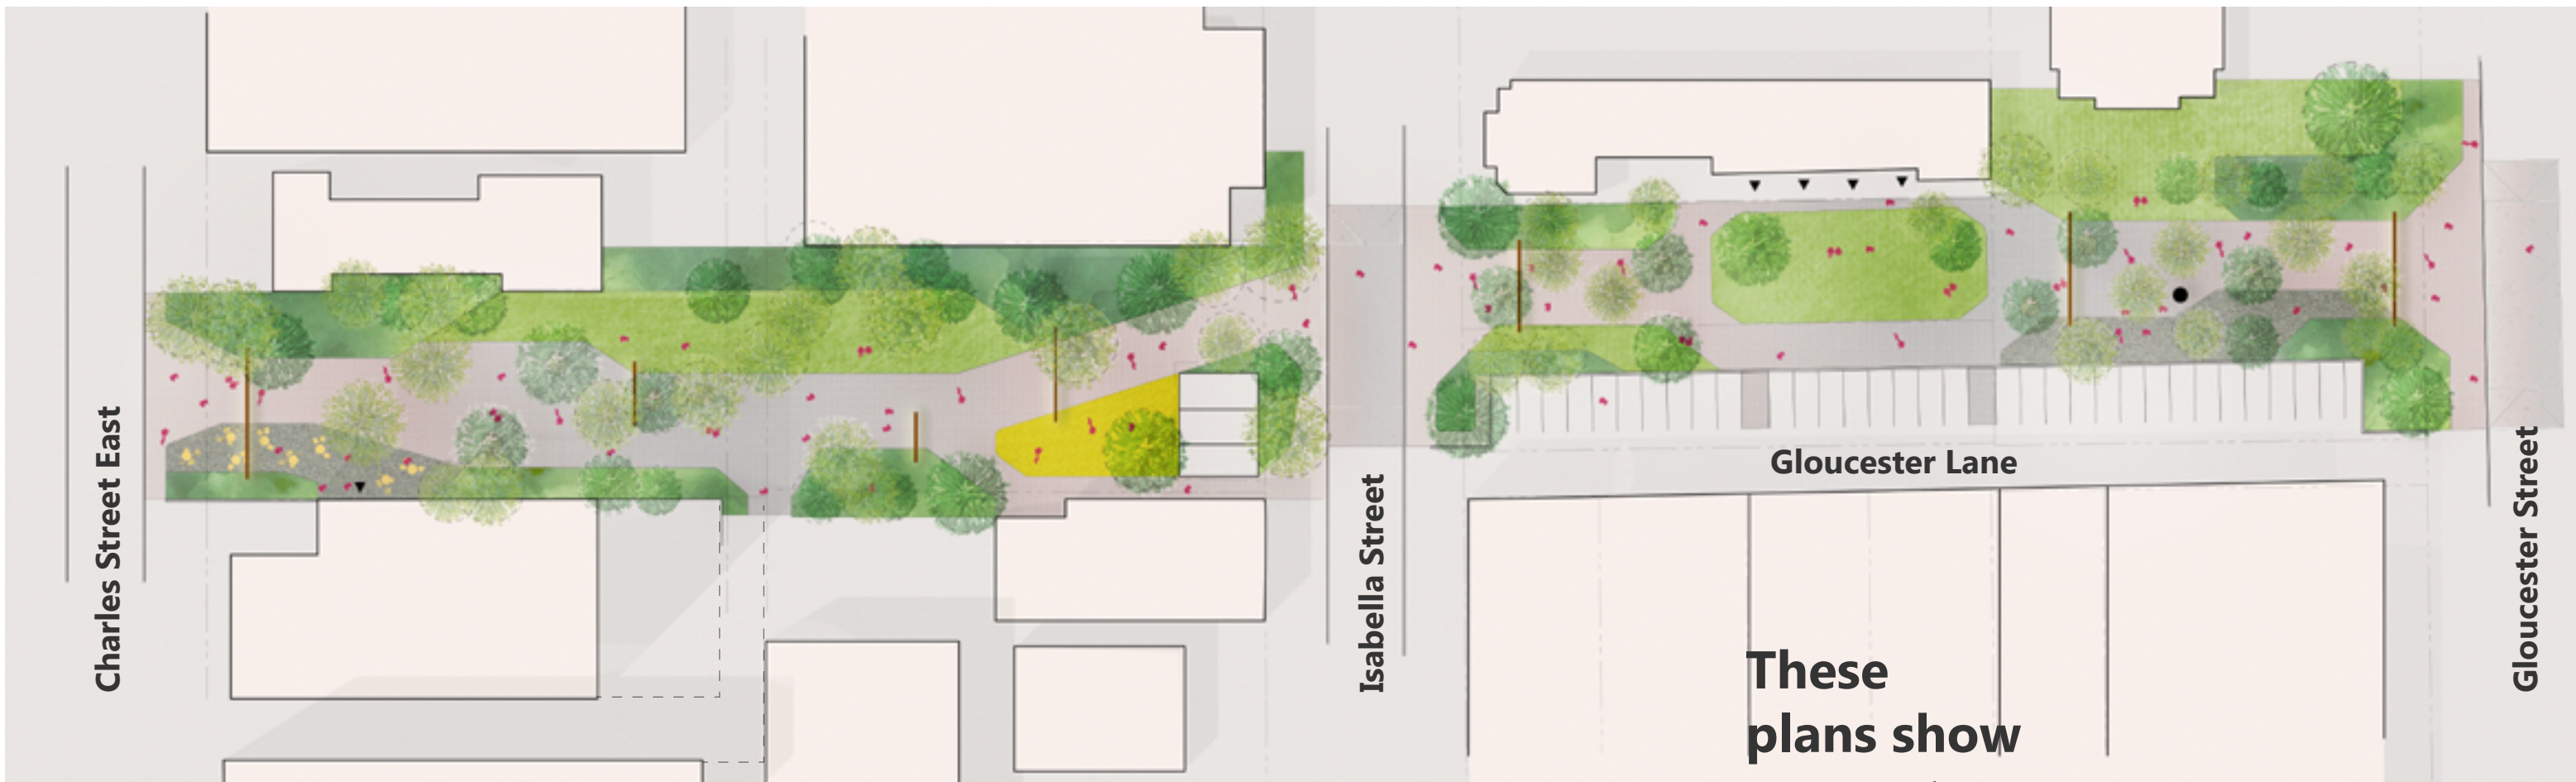 Charles Street East
Isabella Street
Gloucester Lane
Gloucester Street
These
plans show